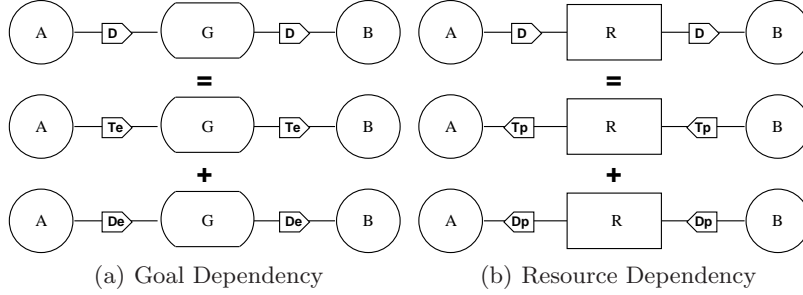 A D G D B A D R D B
= =
A Te G Te B A Tp R Tp B
+ +
A De G De B A Dp R Dp B
(a) Goal Dependency (b) Resource Dependency